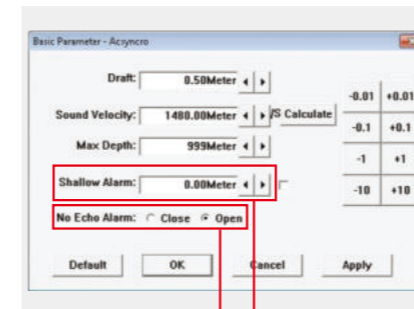 Basic Parameter - Acsyncro
Draft: 0.50Meter
-0.01 +0.01
Sound Velocity: 1480.00Meter /S Calculate
-0.1 +0.1
Max Depth: 999Meter
-1 +1
Shallow Alarm: 0.00Meter
-10 +10
No Echo Alarm: Close Open
Default OK Cancel Apply